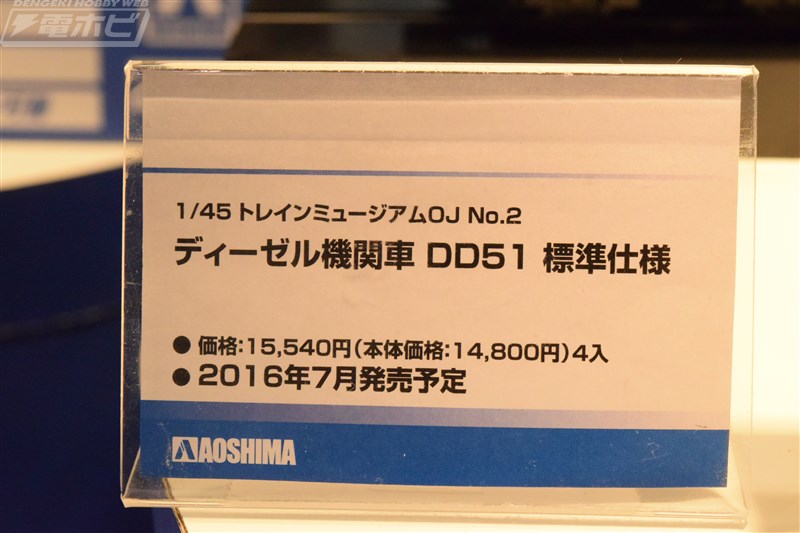 DENGEKI HOBBY WEB
電ホビ
1/45 トレインミュージアムOJ No.2
ディーゼル機関車 DD51 標準仕様
● 価格:15,540円(本体価格:14,800円)4入
● 2016年7月発売予定
AOSHIMA